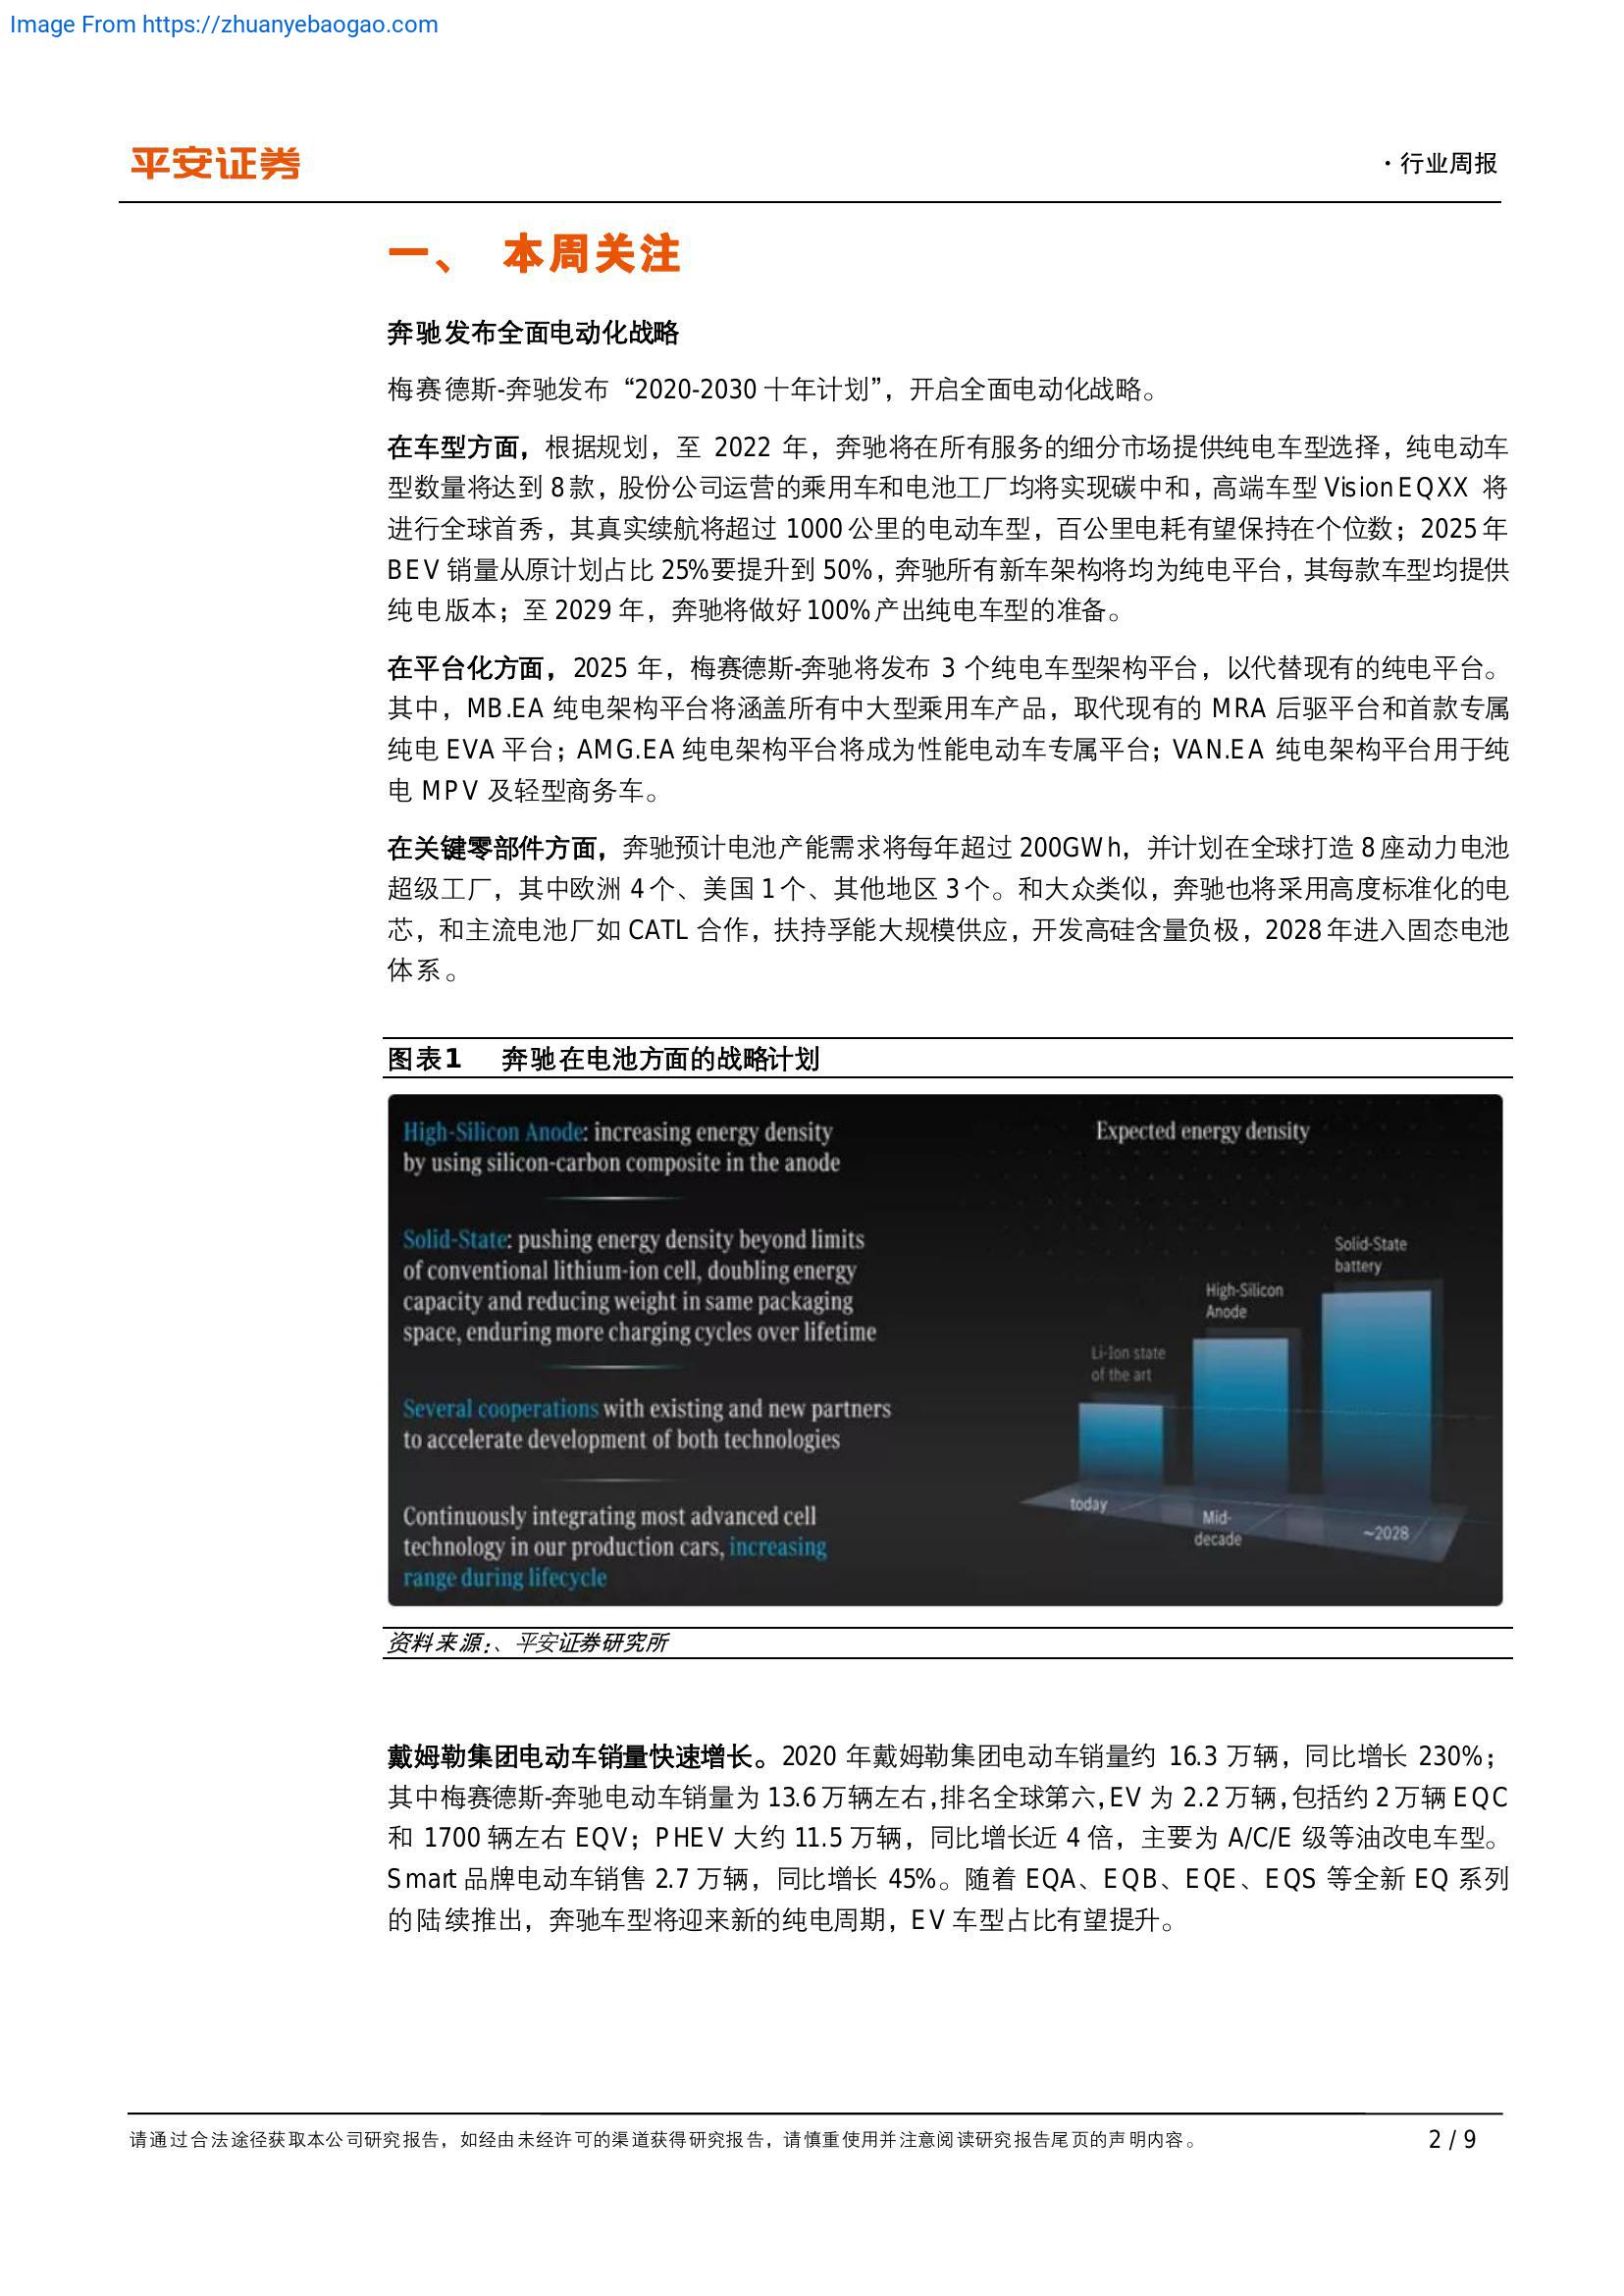 Image From https://zhuanyebaogao.com
平安证券
·行业周报
一、 本周关注
奔驰发布全面电动化战略
梅赛德斯-奔驰发布“2020-2030 十年计划”，开启全面电动化战略。
在车型方面，根据规划，至 2022 年，奔驰将在所有服务的细分市场提供纯电车型选择，纯电动车
型数量将达到 8 款，股份公司运营的乘用车和电池工厂均将实现碳中和，高端车型 Vision EQXX 将
进行全球首秀，其真实续航将超过 1000 公里的电动车型，百公里电耗有望保持在个位数；2025 年
BEV 销量从原计划占比 25%要提升到 50%，奔驰所有新车架构将均为纯电平台，其每款车型均提供
纯电版本；至 2029 年，奔驰将做好 100%产出纯电车型的准备。
在平台化方面，2025 年，梅赛德斯-奔驰将发布 3 个纯电车型架构平台，以代替现有的纯电平台。
其中，MB.EA 纯电架构平台将涵盖所有中大型乘用车产品，取代现有的 MRA 后驱平台和首款专属
纯电 EVA 平台；AMG.EA 纯电架构平台将成为性能电动车专属平台；VAN.EA 纯电架构平台用于纯
电 MPV 及轻型商务车。
在关键零部件方面，奔驰预计电池产能需求将每年超过 200GWh，并计划在全球打造 8 座动力电池
超级工厂，其中欧洲 4 个、美国 1 个、其他地区 3 个。和大众类似，奔驰也将采用高度标准化的电
芯，和主流电池厂如 CATL 合作，扶持孚能大规模供应，开发高硅含量负极，2028 年进入固态电池
体系。
图表1 奔驰在电池方面的战略计划
High-Silicon Anode: increasing energy density
by using silicon-carbon composite in the anode
Solid-State: pushing energy density beyond limits
of conventional lithium-ion cell, doubling energy
capacity and reducing weight in same packaging
space, enduring more charging cycles over lifetime
Several cooperations with existing and new partners
to accelerate development of both technologies
Continuously integrating most advanced cell
technology in our production cars, increasing
range during lifecycle
Expected energy density
Solid-State
battery
High-Silicon
Anode
Li-Ion state
of the art
today
Mid-
decade
~2028
资料来源:、平安证券研究所
戴姆勒集团电动车销量快速增长。2020 年戴姆勒集团电动车销量约 16.3 万辆，同比增长 230%；
其中梅赛德斯-奔驰电动车销量为 13.6 万辆左右，排名全球第六，EV 为 2.2 万辆，包括约 2 万辆 EQC
和 1700 辆左右 EQV；PHEV 大约 11.5 万辆，同比增长近 4 倍，主要为 A/C/E 级等油改电车型。
Smart 品牌电动车销售 2.7 万辆，同比增长 45%。随着 EQA、EQB、EQE、EQS 等全新 EQ 系列
的陆续推出，奔驰车型将迎来新的纯电周期，EV 车型占比有望提升。
请通过合法途径获取本公司研究报告，如经由未经许可的渠道获得研究报告，请慎重使用并注意阅读研究报告尾页的声明内容。
2 / 9